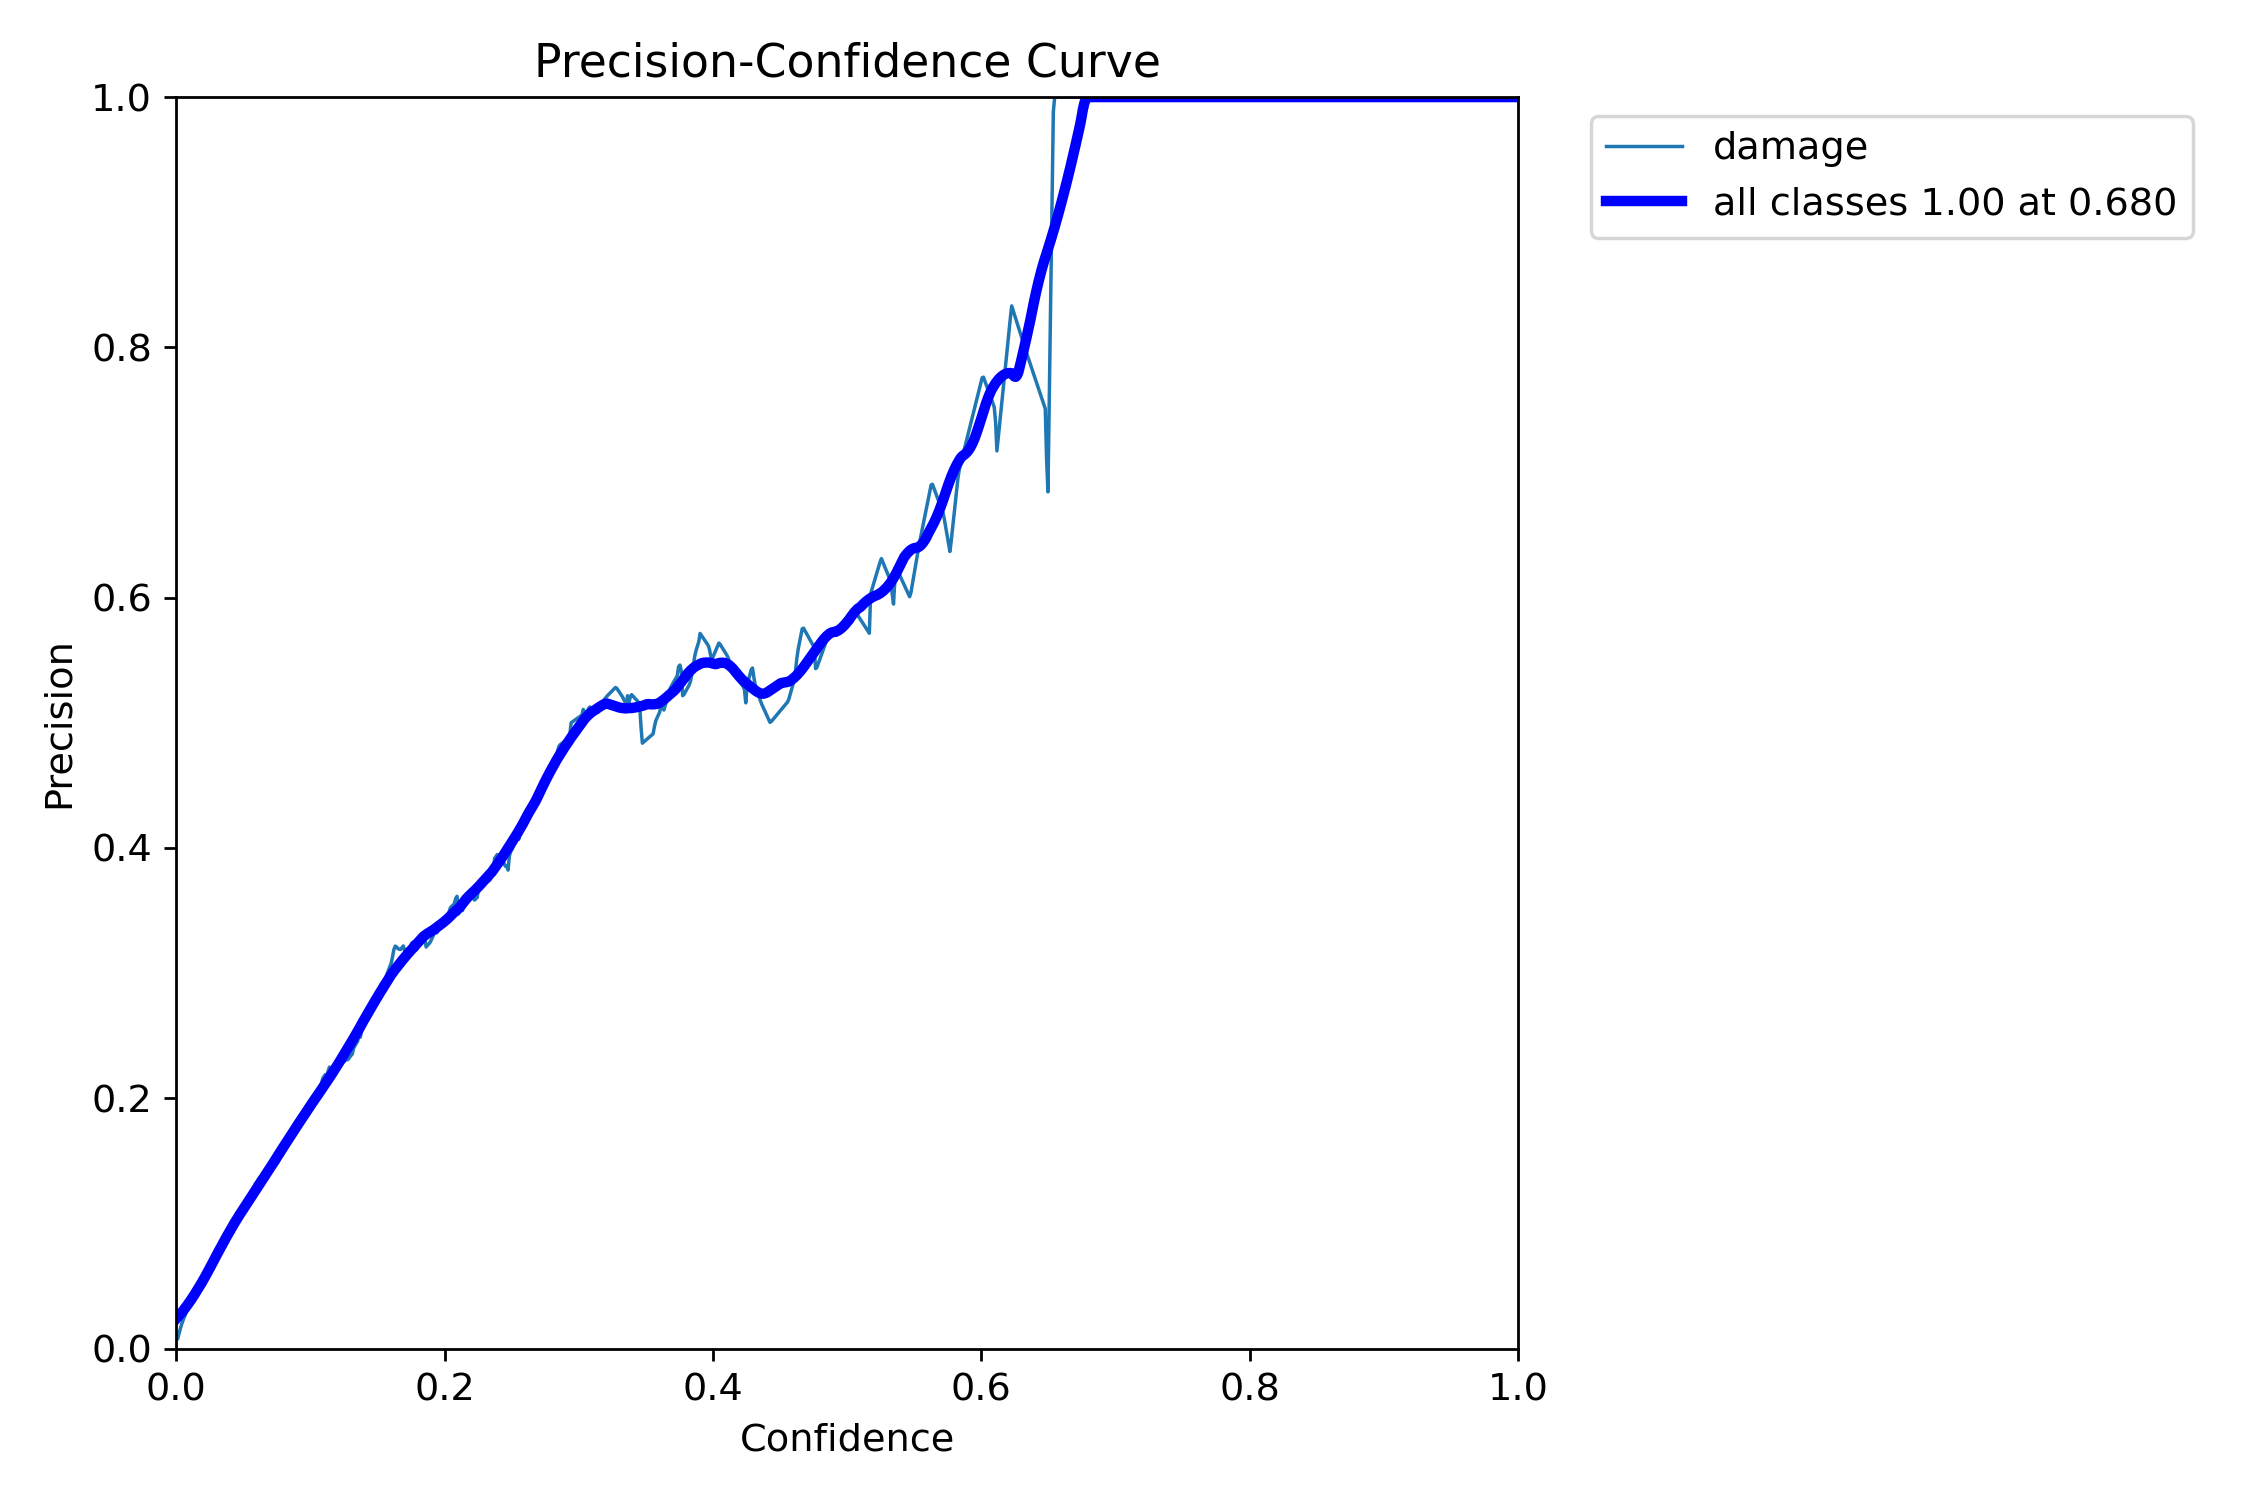 Precision-Confidence Curve
damage
all classes 1.00 at 0.680
Precision
1.0
0.8
0.6
0.4
0.2
0.0
0.0 0.2 0.4 0.6 0.8 1.0
Confidence